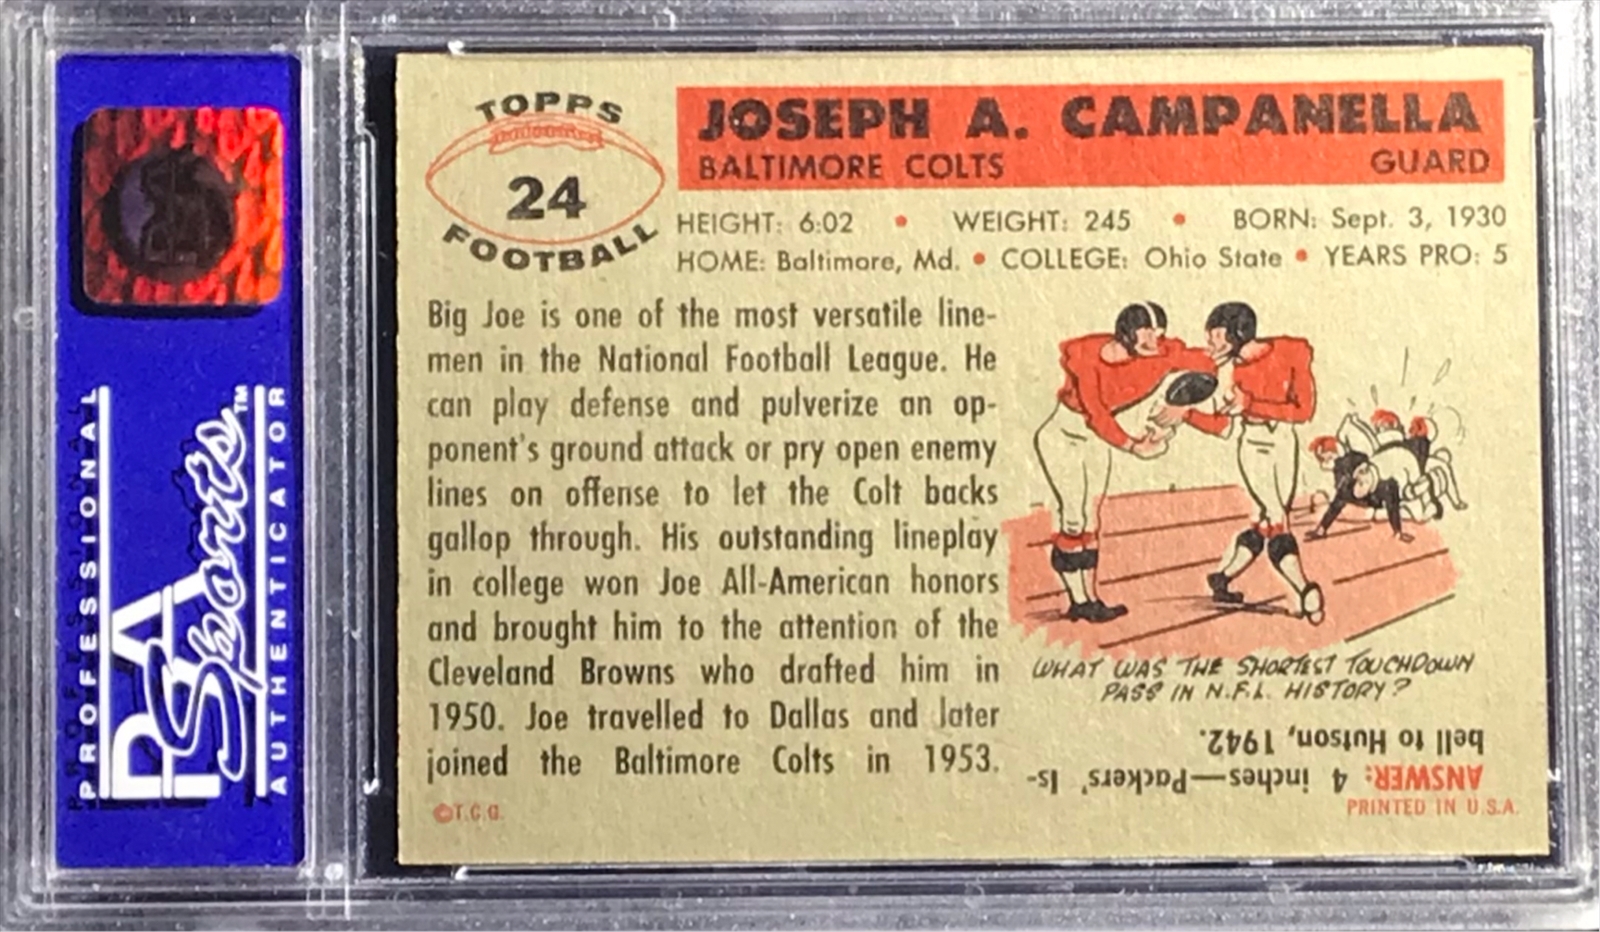 PROFESSIONAL
PSA
Sports™
AUTHENTICATOR
TOPPS
24
FOOTBALL
JOSEPH A. CAMPANELLA
BALTIMORE COLTS GUARD
HEIGHT: 6:02 • WEIGHT: 245 • BORN: Sept. 3, 1930
HOME: Baltimore, Md. • COLLEGE: Ohio State • YEARS PRO: 5
Big Joe is one of the most versatile line-
men in the National Football League. He
can play defense and pulverize an op-
ponent's ground attack or pry open enemy
lines on offense to let the Colt backs
gallop through. His outstanding lineplay
in college won Joe All-American honors
and brought him to the attention of the
Cleveland Browns who drafted him in
1950. Joe travelled to Dallas and later
joined the Baltimore Colts in 1953.
©T.C.G.
WHAT WAS THE SHORTEST TOUCHDOWN
PASS IN N.F.L. HISTORY?
ANSWER: 4 inches—Packers', Is-
bell to Hutson, 1942.
PRINTED IN U.S.A.